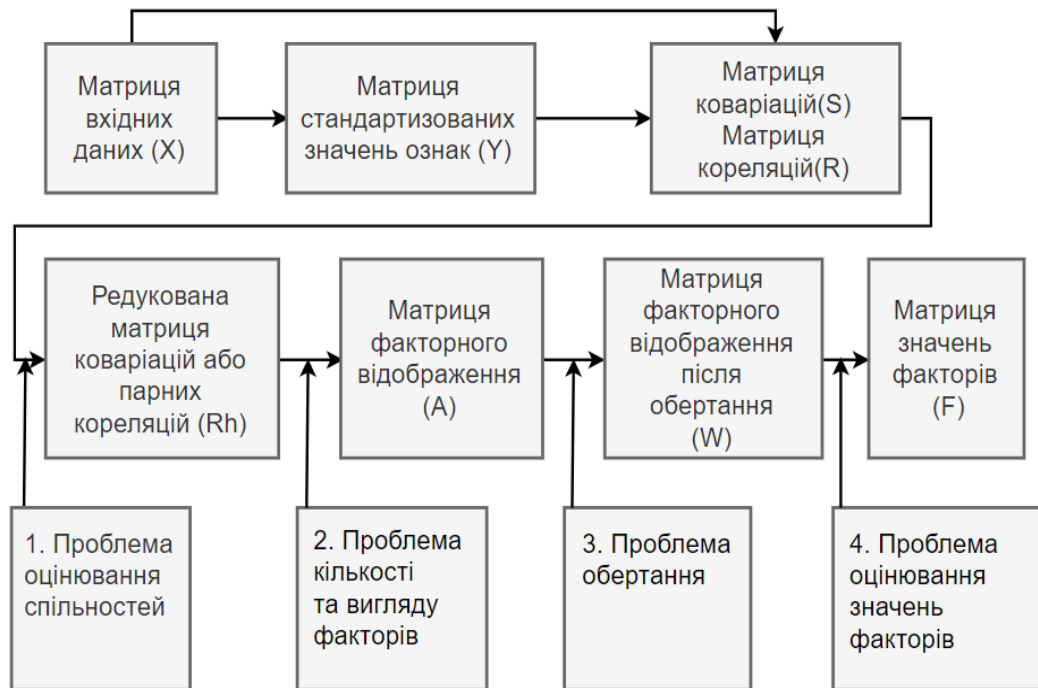 Матриця
вхідних
даних (X)
Матриця
стандартизованих
значень ознак (Y)
Матриця
коваріацій(S)
Матриця
кореляцій(R)
Редукована
матриця
коваріацій або
парних
кореляцій (Rh)
Матриця
факторного
відображення
(A)
Матриця
факторного
відображення
після
обертання
(W)
Матриця
значень
факторів
(F)
1. Проблема
оцінювання
спільностей
2. Проблема
кількості
та вигляду
факторів
3. Проблема
обертання
4. Проблема
оцінювання
значень
факторів